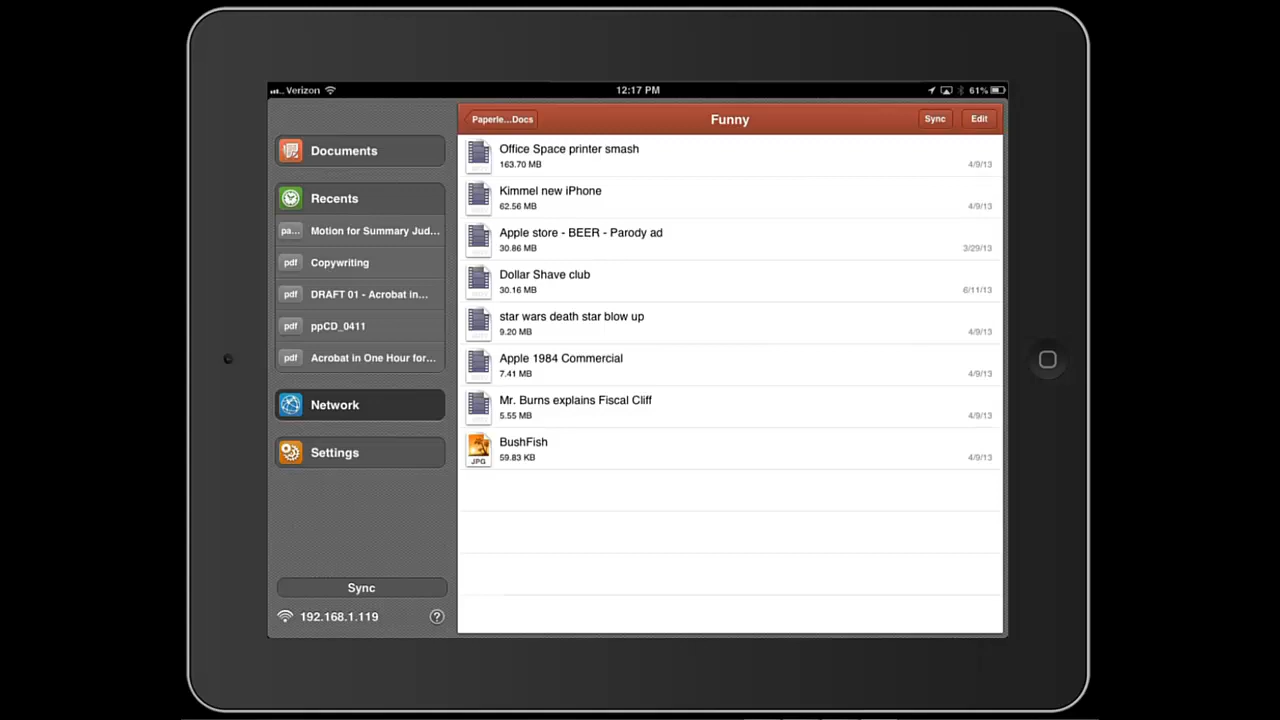 Verizon
12:17 PM
61%
Documents
Recents
pa... Motion for Summary Jud...
pdf Copywriting
pdf DRAFT 01 - Acrobat in...
pdf ppCD_0411
pdf Acrobat in One Hour for...
Network
Settings
Sync
192.168.1.119
?
Paperle...Docs
Funny
Sync
Edit
Office Space printer smash
163.70 MB
4/9/13
Kimmel new iPhone
62.56 MB
4/9/13
Apple store - BEER - Parody ad
30.86 MB
3/29/13
Dollar Shave club
30.16 MB
6/11/13
star wars death star blow up
9.20 MB
4/9/13
Apple 1984 Commercial
7.41 MB
4/9/13
Mr. Burns explains Fiscal Cliff
5.55 MB
4/9/13
BushFish
59.83 KB
4/9/13
JPG